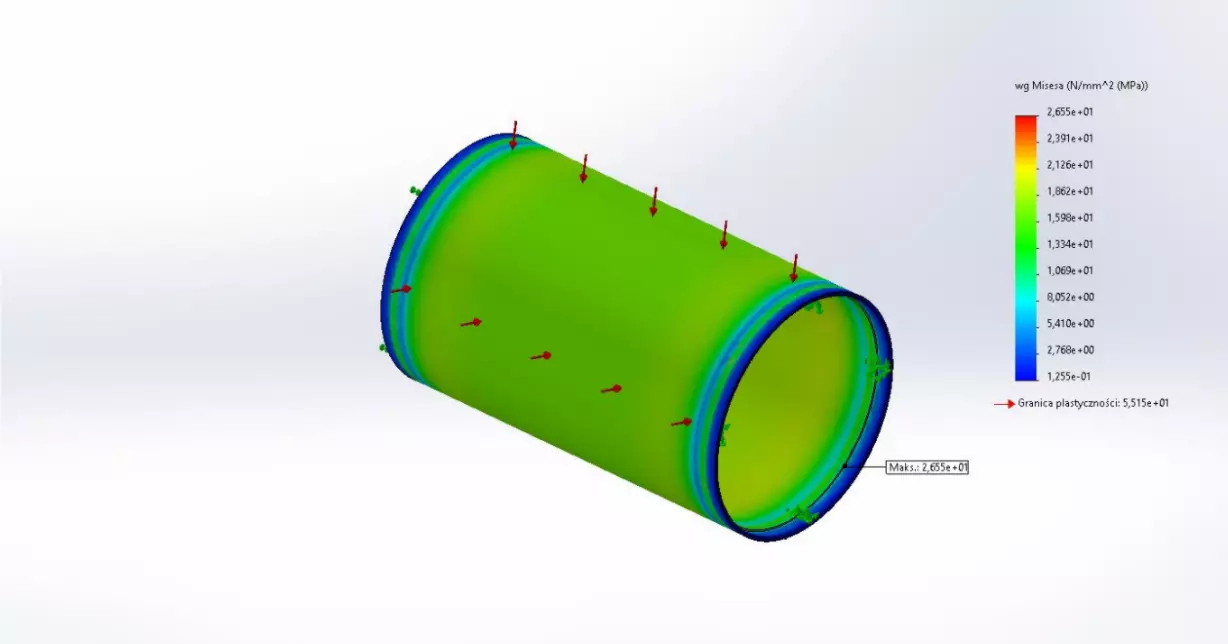 wg Misesa (N/mm^2 (MPa))
2,655e+01
2,391e+01
2,126e+01
1,862e+01
1,598e+01
1,334e+01
1,069e+01
8,052e+00
5,410e+00
2,768e+00
1,255e-01
Granica plastyczności: 5,515e+01
Maks.: 2,655e+01